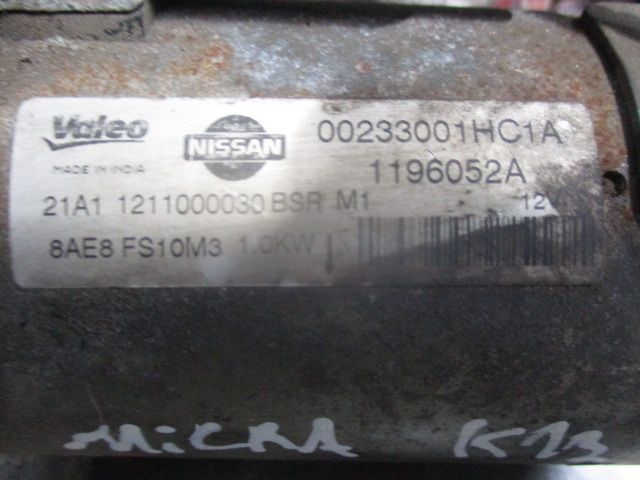 Valeo NISSAN 00233001HC1A
MADE IN INDIA 1196052A
21A1 1211000030 BSR M1 12
8AE8 FS10M3 1.0KW
MiCRA K13